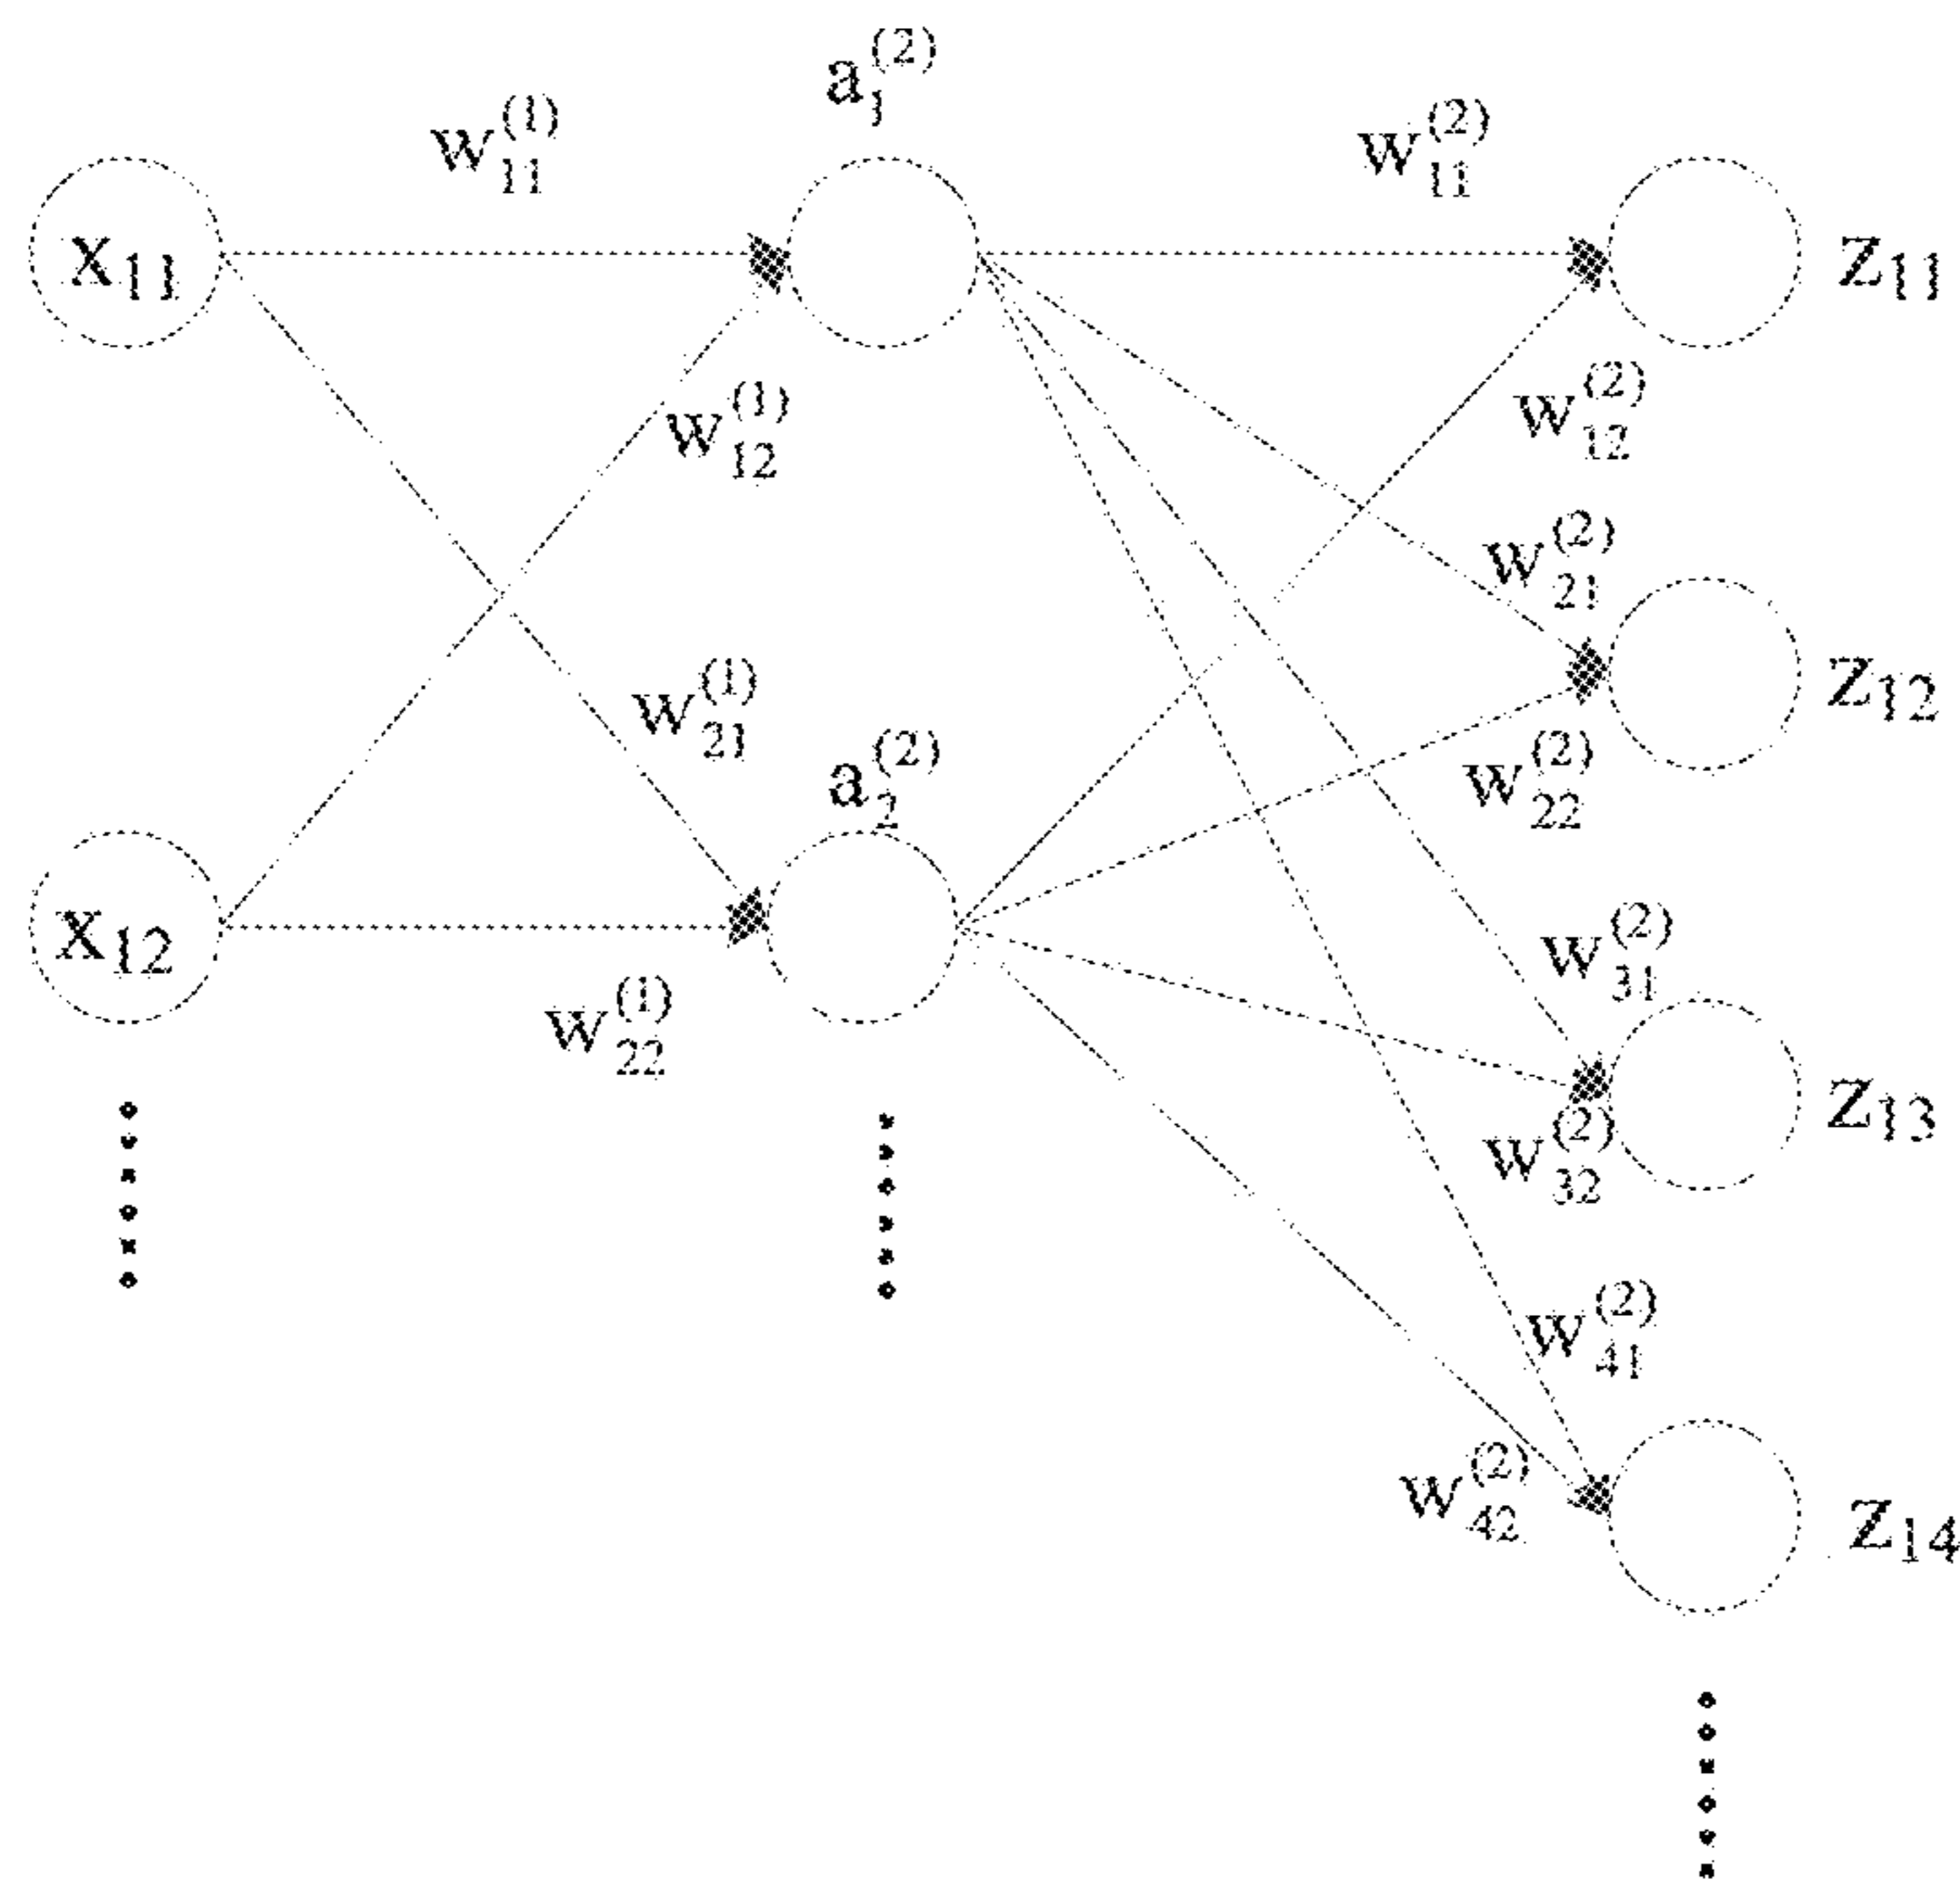 a₁⁽²⁾
w₁₁⁽¹⁾
w₁₁⁽²⁾
x₁₁
z₁₁
w₁₂⁽¹⁾
w₁₂⁽²⁾
w₂₁⁽²⁾
w₂₁⁽¹⁾
z₁₂
a₂⁽²⁾
w₂₂⁽²⁾
x₁₂
w₃₁⁽²⁾
w₂₂⁽¹⁾
z₁₃
w₃₂⁽²⁾
w₄₁⁽²⁾
w₄₂⁽²⁾
z₁₄